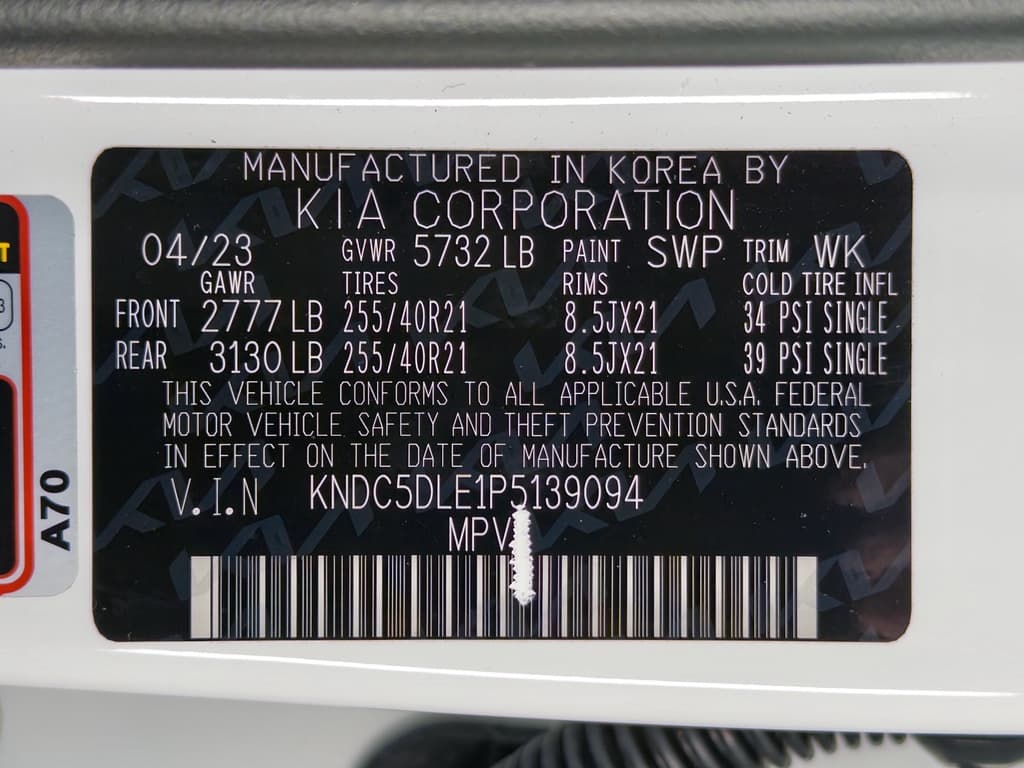 MANUFACTURED IN KOREA BY
KIA CORPORATION
04/23 GVWR 5732 LB PAINT SWP TRIM WK
GAWR TIRES RIMS COLD TIRE INFL
FRONT 2777 LB 255/40R21 8.5JX21 34 PSI SINGLE
REAR 3130 LB 255/40R21 8.5JX21 39 PSI SINGLE
THIS VEHICLE CONFORMS TO ALL APPLICABLE U.S.A. FEDERAL
MOTOR VEHICLE SAFETY AND THEFT PREVENTION STANDARDS
IN EFFECT ON THE DATE OF MANUFACTURE SHOWN ABOVE.
V.I.N KNDC5DLE1P5139094
MPV
A70